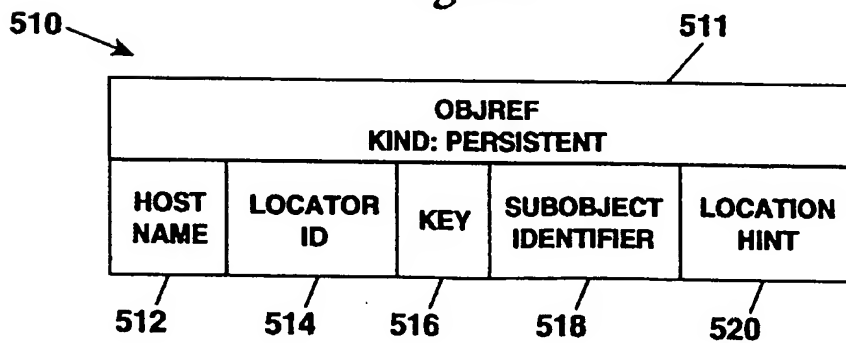 510
511
OBJREF
KIND: PERSISTENT
HOST NAME
LOCATOR ID
KEY
SUBOBJECT IDENTIFIER
LOCATION HINT
512
514
516
518
520